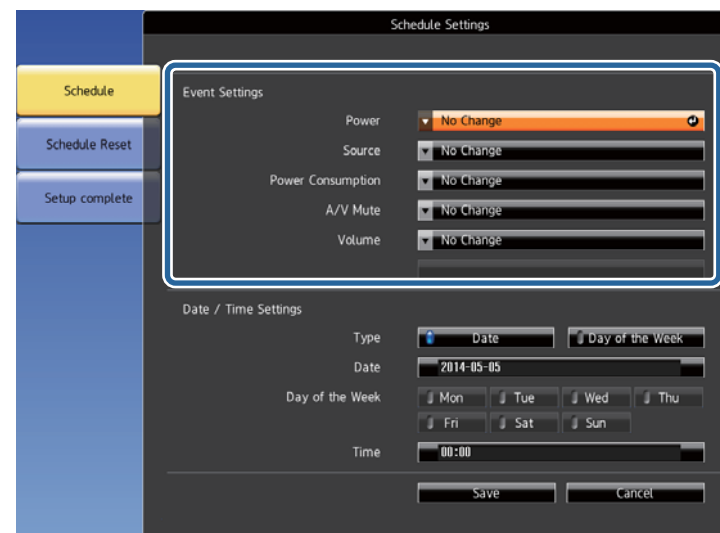 Schedule Settings
Schedule
Schedule Reset
Setup complete
Event Settings
Power No Change
Source No Change
Power Consumption No Change
A/V Mute No Change
Volume No Change
Date / Time Settings
Type Date Day of the Week
Date 2014-05-05
Day of the Week Mon Tue Wed Thu
Fri Sat Sun
Time 00:00
Save Cancel